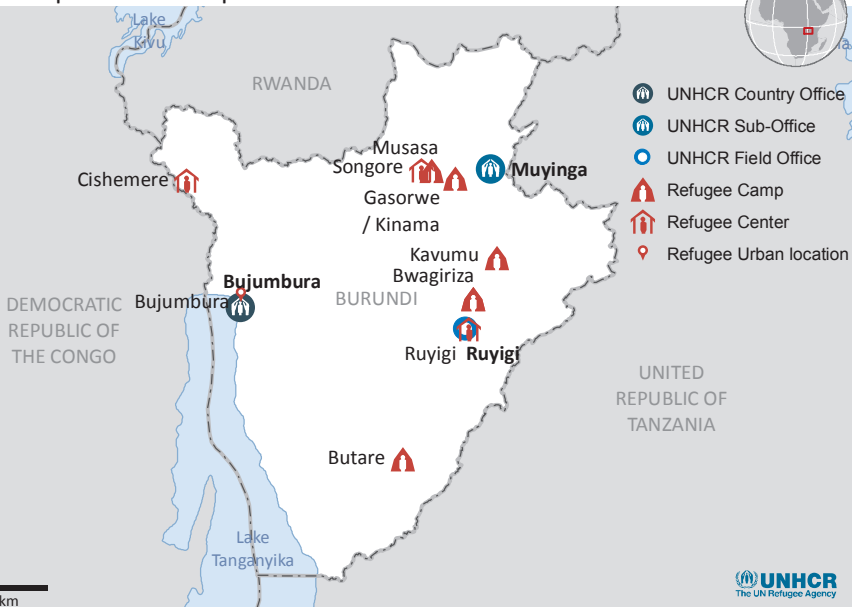 Lake
Kivu
RWANDA
UNHCR Country Office
UNHCR Sub-Office
UNHCR Field Office
Refugee Camp
Refugee Center
Refugee Urban location
Musasa
Songore
Muyinga
Cishemere
Gasorwe
/ Kinama
Kavumu
Bwagiriza
Bujumbura
Bujumbura
BURUNDI
DEMOCRATIC
REPUBLIC OF
THE CONGO
Ruyigi Ruyigi
UNITED
REPUBLIC OF
TANZANIA
Butare
Lake
Tanganyika
km
UNHCR
The UN Refugee Agency